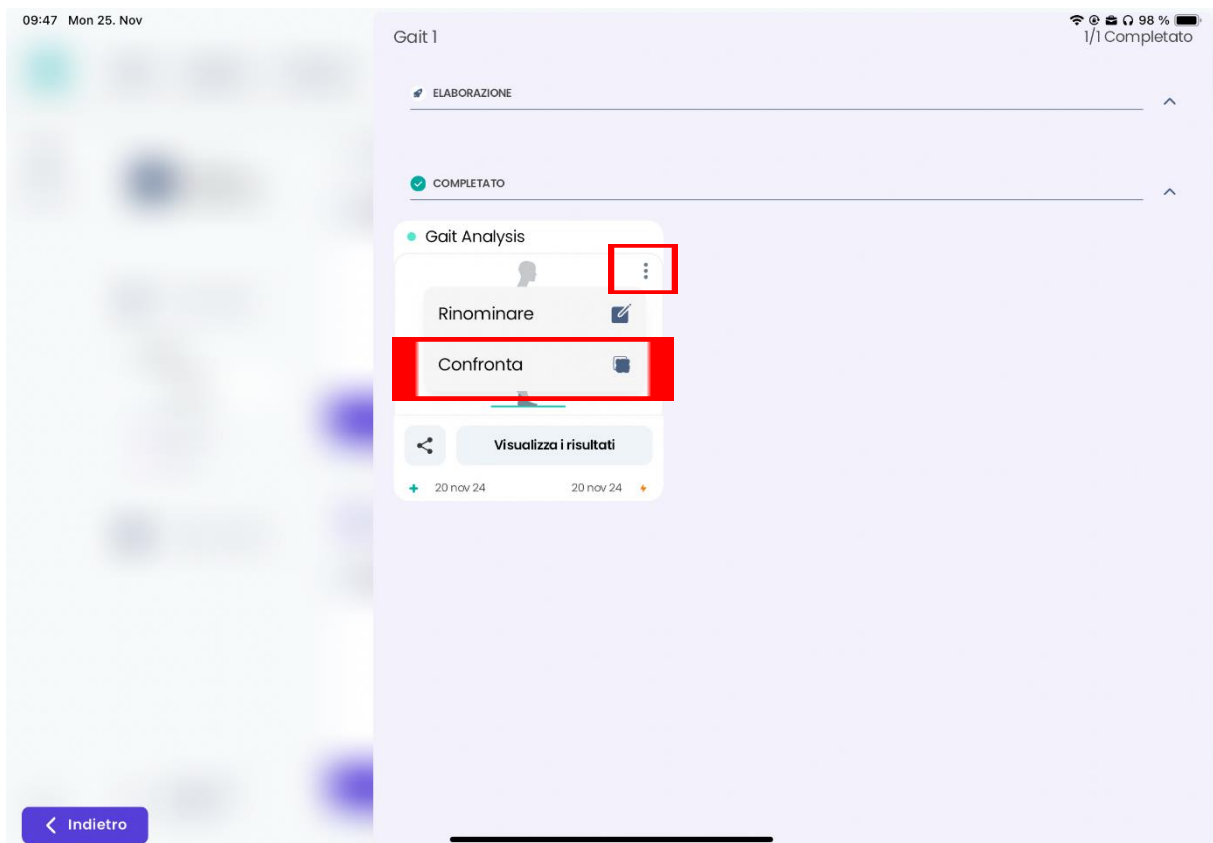 09:47 Mon 25. Nov
98 %
Gait 1
1/1 Completato
ELABORAZIONE
COMPLETATO
Gait Analysis
Rinominare
Confronta
Visualizza i risultati
20 nov 24
20 nov 24
Indietro